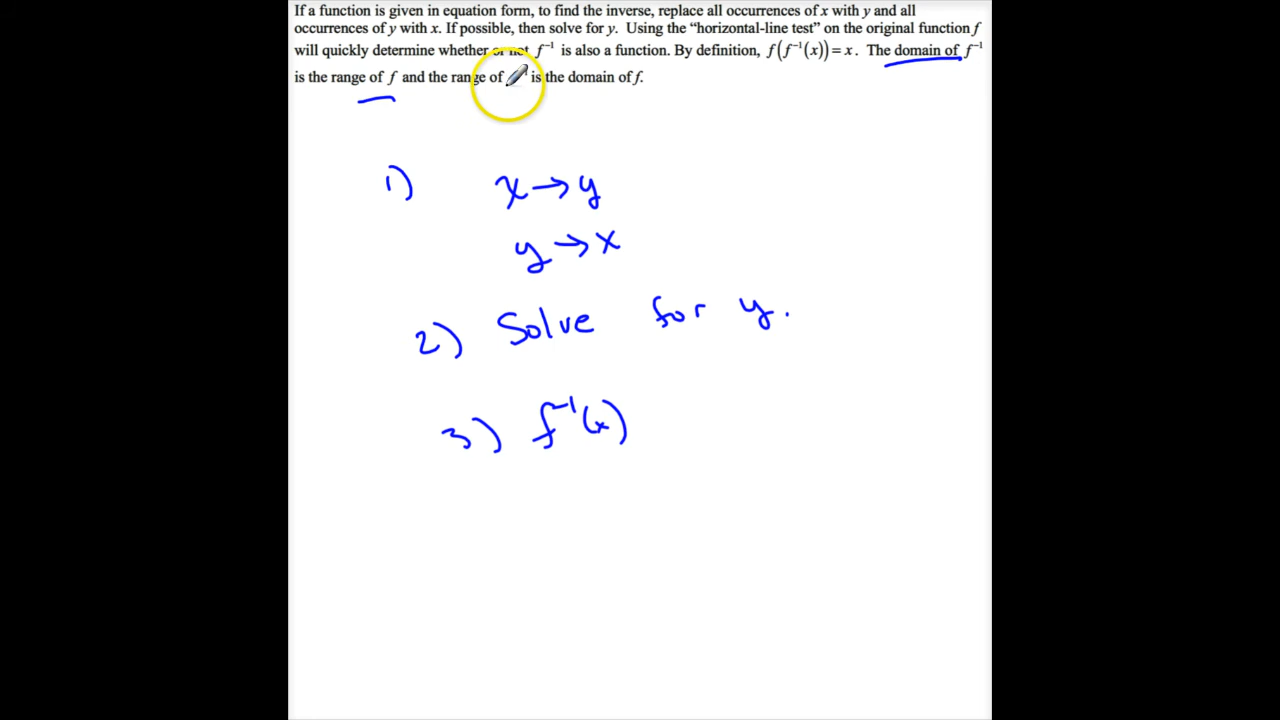 If a function is given in equation form, to find the inverse, replace all occurrences of x with y and all
occurrences of y with x. If possible, then solve for y. Using the “horizontal-line test” on the original function f
will quickly determine whether or not f⁻¹ is also a function. By definition, f(f⁻¹(x)) = x. The domain of f⁻¹
is the range of f and the range of is the domain of f.
1) x → y
y → x
2) Solve for y.
3) f⁻¹(x)